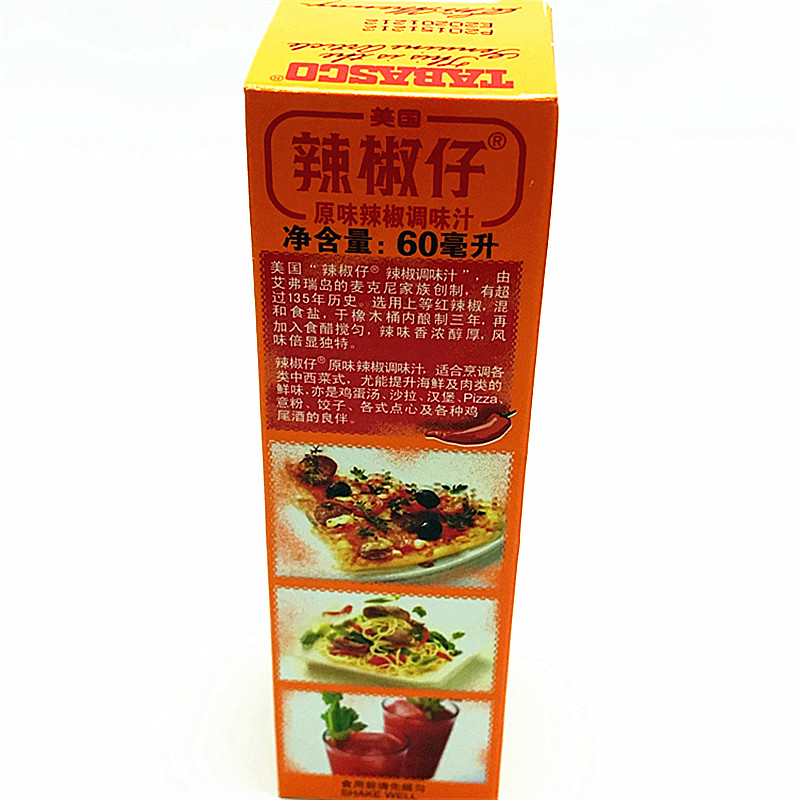 P20151212
E20201212
This is the
TABASCO®
美国
辣椒仔®
原味辣椒调味汁
净含量：60毫升
美国“辣椒仔® 辣椒调味汁”，由
艾弗瑞岛的麦克尼家族创制，有超
过135年历史。选用上等红辣椒，混
和食盐，于橡木桶内酿制三年，再
加入食醋搅匀，辣味香浓醇厚，风
味倍显独特。
辣椒仔® 原味辣椒调味汁，适合烹调各
类中西菜式，尤能提升海鲜及肉类的
鲜味，亦是鸡蛋汤、沙拉、汉堡、Pizza、
意粉、饺子、各式点心及各种鸡
尾酒的良伴。
食用前请先摇匀
SHAKE WELL